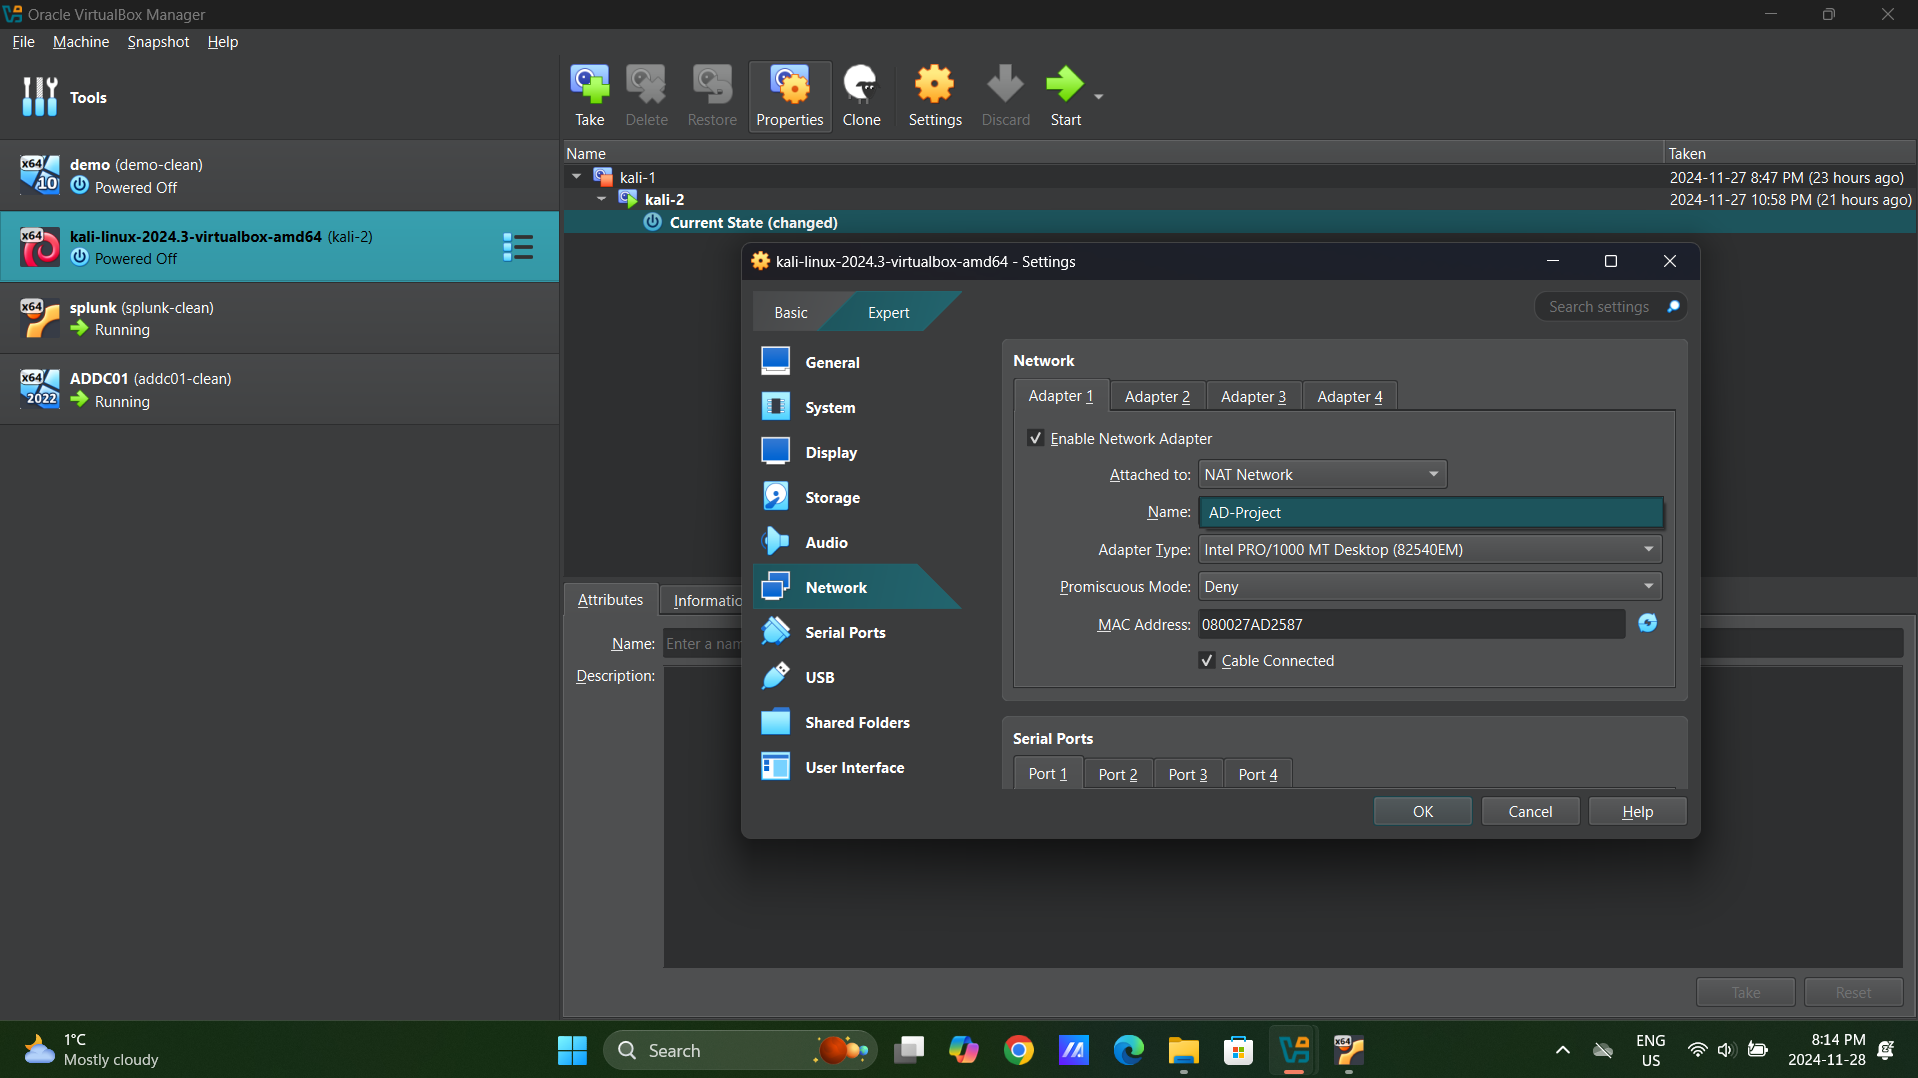 Oracle VirtualBox Manager
File Machine Snapshot Help
Tools
Take Delete Restore Properties Clone Settings Discard Start
Name Taken
x64 10 demo (demo-clean)
Powered Off
x64 kali-linux-2024.3-virtualbox-amd64 (kali-2)
Powered Off
x64 splunk (splunk-clean)
Running
x64 2022 ADDC01 (addc01-clean)
Running
kali-1 2024-11-27 8:47 PM (23 hours ago)
kali-2 2024-11-27 10:58 PM (21 hours ago)
Current State (changed)
kali-linux-2024.3-virtualbox-amd64 - Settings
Basic Expert Search settings
General
System
Display
Storage
Audio
Network
Serial Ports
USB
Shared Folders
User Interface
Network
Adapter 1 Adapter 2 Adapter 3 Adapter 4
Enable Network Adapter
Attached to: NAT Network
Name: AD-Project
Adapter Type: Intel PRO/1000 MT Desktop (82540EM)
Promiscuous Mode: Deny
MAC Address: 080027AD2587
Cable Connected
Serial Ports
Port 1 Port 2 Port 3 Port 4
OK Cancel Help
Attributes Informatio
Name: Enter a nam
Description:
Take Reset
1°C
Mostly cloudy
Search
x64
ENG
US
8:14 PM
2024-11-28